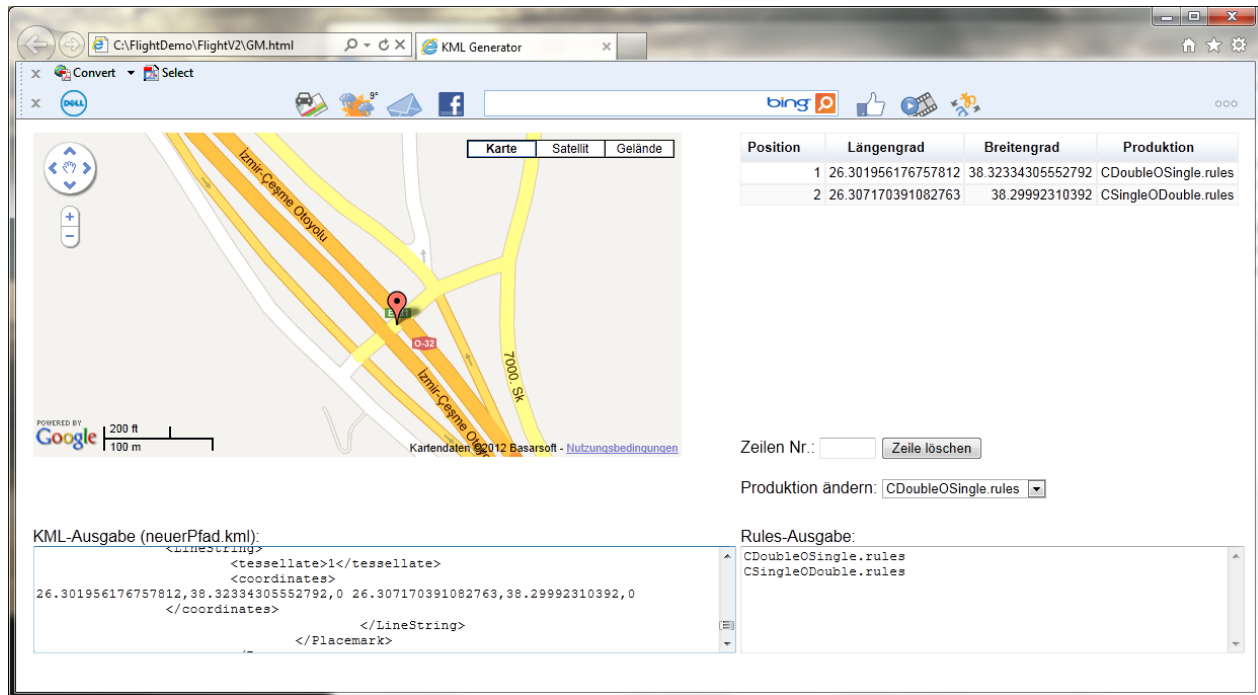 C:\FlightDemo\FlightV2\GM.html
KML Generator
x Convert Select
x DELL 9° f bing
Karte Satellit Gelände
İzmir-Çeşme Otoyolu
O-32
7000. Sk
İzmir-Çeşme Otoyolu
POWERED BY
Google
200 ft
100 m
Kartendaten ©2012 Basarsoft - Nutzungsbedingungen
Position Längengrad Breitengrad Produktion
1 26.301956176757812 38.32334305552792 CDoubleOSingle.rules
2 26.307170391082763 38.29992310392 CSingleODouble.rules
Zeilen Nr.: Zeile löschen
Produktion ändern: CDoubleOSingle.rules
KML-Ausgabe (neuerPfad.kml):
<LineString>
<tessellate>1</tessellate>
<coordinates>
26.301956176757812,38.32334305552792,0 26.307170391082763,38.29992310392,0
</coordinates>
</LineString>
</Placemark>
Rules-Ausgabe:
CDoubleOSingle.rules
CSingleODouble.rules